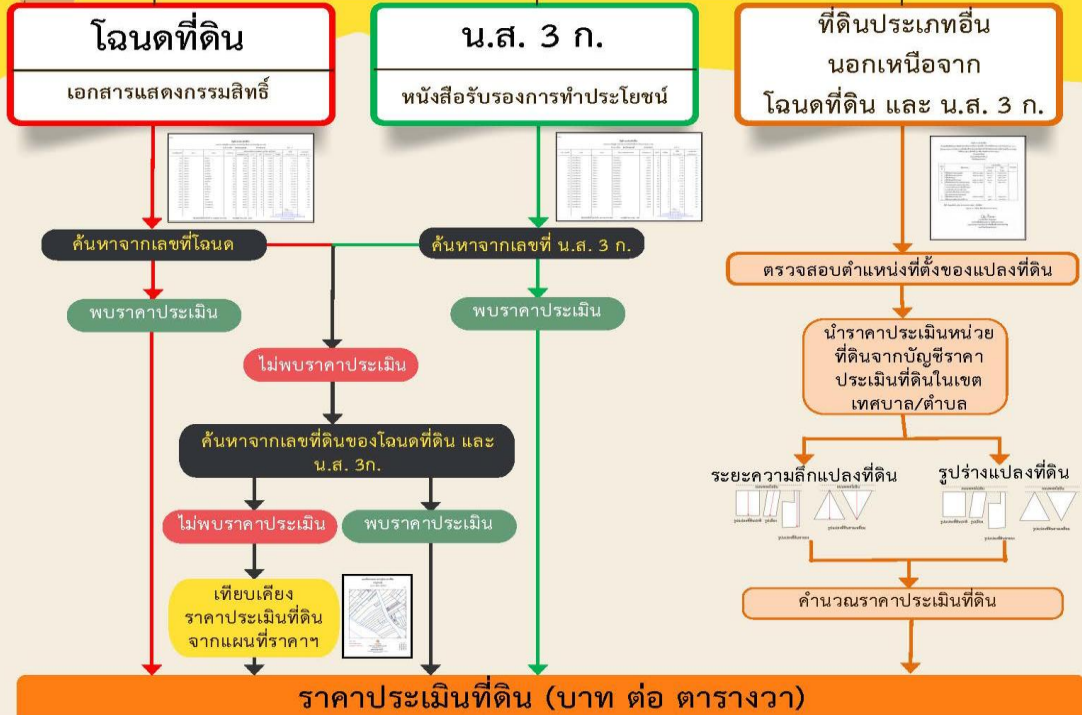 โฉนดที่ดิน
เอกสารแสดงกรรมสิทธิ์
น.ส. 3 ก.
หนังสือรับรองการทำประโยชน์
ที่ดินประเภทอื่น
นอกเหนือจาก
โฉนดที่ดิน และ น.ส. 3 ก.
ค้นหาจากเลขที่โฉนด
ค้นหาจากเลขที่ น.ส. 3 ก.
ตรวจสอบตำแหน่งที่ตั้งของแปลงที่ดิน
พบราคาประเมิน
พบราคาประเมิน
ไม่พบราคาประเมิน
นำราคาประเมินหน่วย
ที่ดินจากบัญชีราคา
ประเมินที่ดินในเขต
เทศบาล/ตำบล
ค้นหาจากเลขที่ดินของโฉนดที่ดิน และ
น.ส. 3ก.
ระยะความลึกแปลงที่ดิน
รูปร่างแปลงที่ดิน
ไม่พบราคาประเมิน
พบราคาประเมิน
เทียบเคียง
ราคาประเมินที่ดิน
จากแผนที่ราคาฯ
คำนวณราคาประเมินที่ดิน
ราคาประเมินที่ดิน (บาท ต่อ ตารางวา)